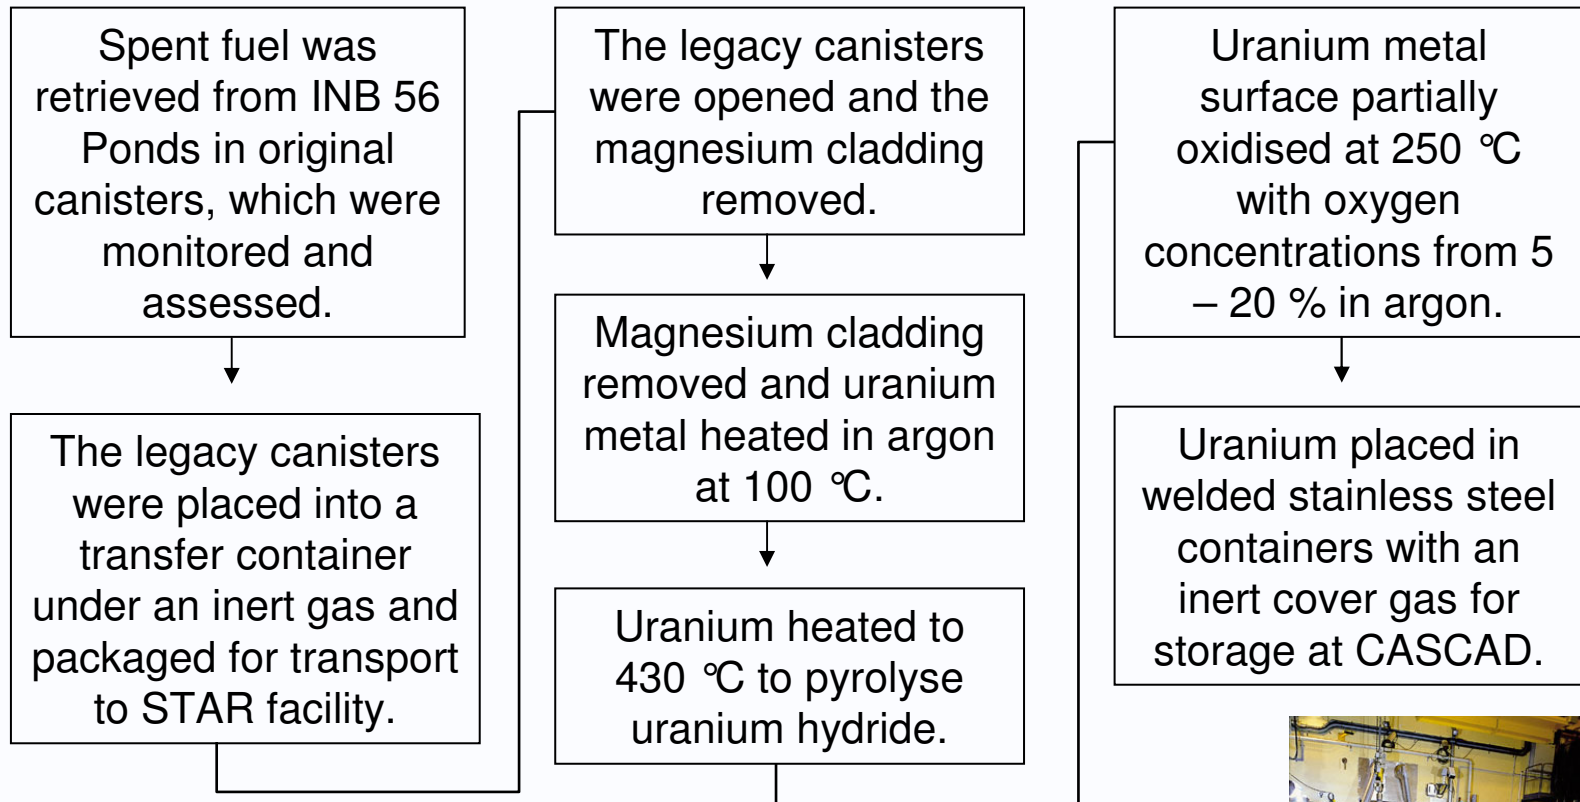 Spent fuel was
retrieved from INB 56
Ponds in original
canisters, which were
monitored and
assessed.
The legacy canisters
were placed into a
transfer container
under an inert gas and
packaged for transport
to STAR facility.
The legacy canisters
were opened and the
magnesium cladding
removed.
Magnesium cladding
removed and uranium
metal heated in argon
at 100 °C.
Uranium heated to
430 °C to pyrolyse
uranium hydride.
Uranium metal
surface partially
oxidised at 250 °C
with oxygen
concentrations from 5
– 20 % in argon.
Uranium placed in
welded stainless steel
containers with an
inert cover gas for
storage at CASCAD.